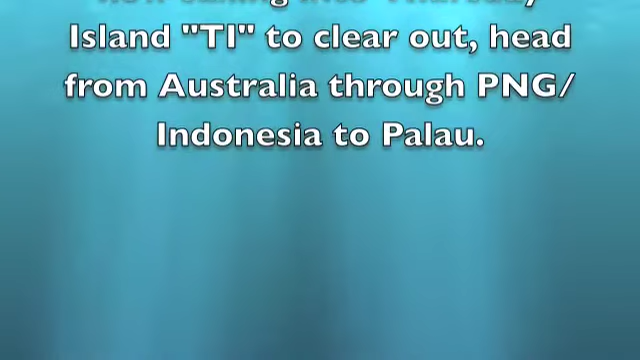 Island "TI" to clear out, head
from Australia through PNG/
Indonesia to Palau.